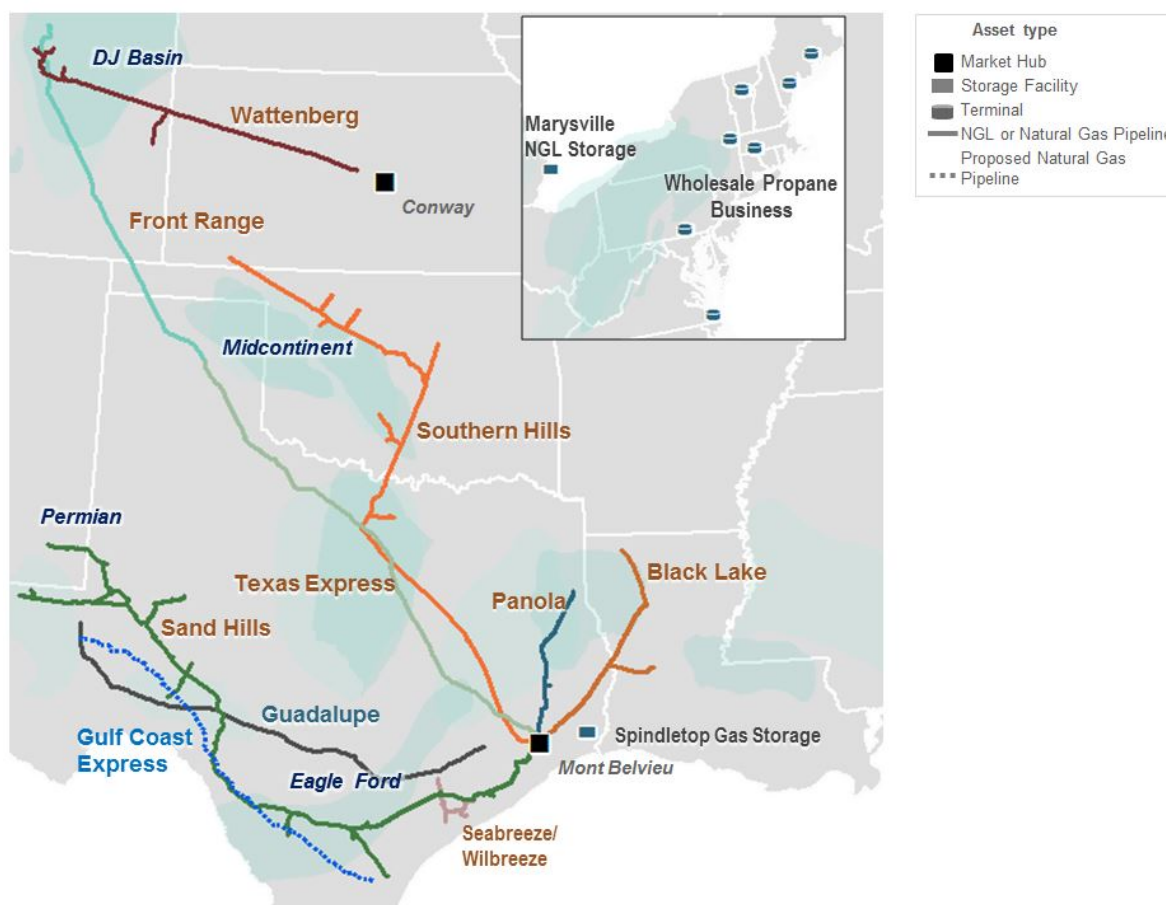 DJ Basin
Wattenberg
Conway
Front Range
Midcontinent
Southern Hills
Permian
Texas Express
Sand Hills
Panola
Black Lake
Guadalupe
Gulf Coast
Express
Eagle Ford
Spindletop Gas Storage
Mont Belvieu
Seabreeze/
Wilbreeze
Marysville
NGL Storage
Wholesale Propane
Business
Asset type
Market Hub
Storage Facility
Terminal
NGL or Natural Gas Pipeline
Proposed Natural Gas
Pipeline